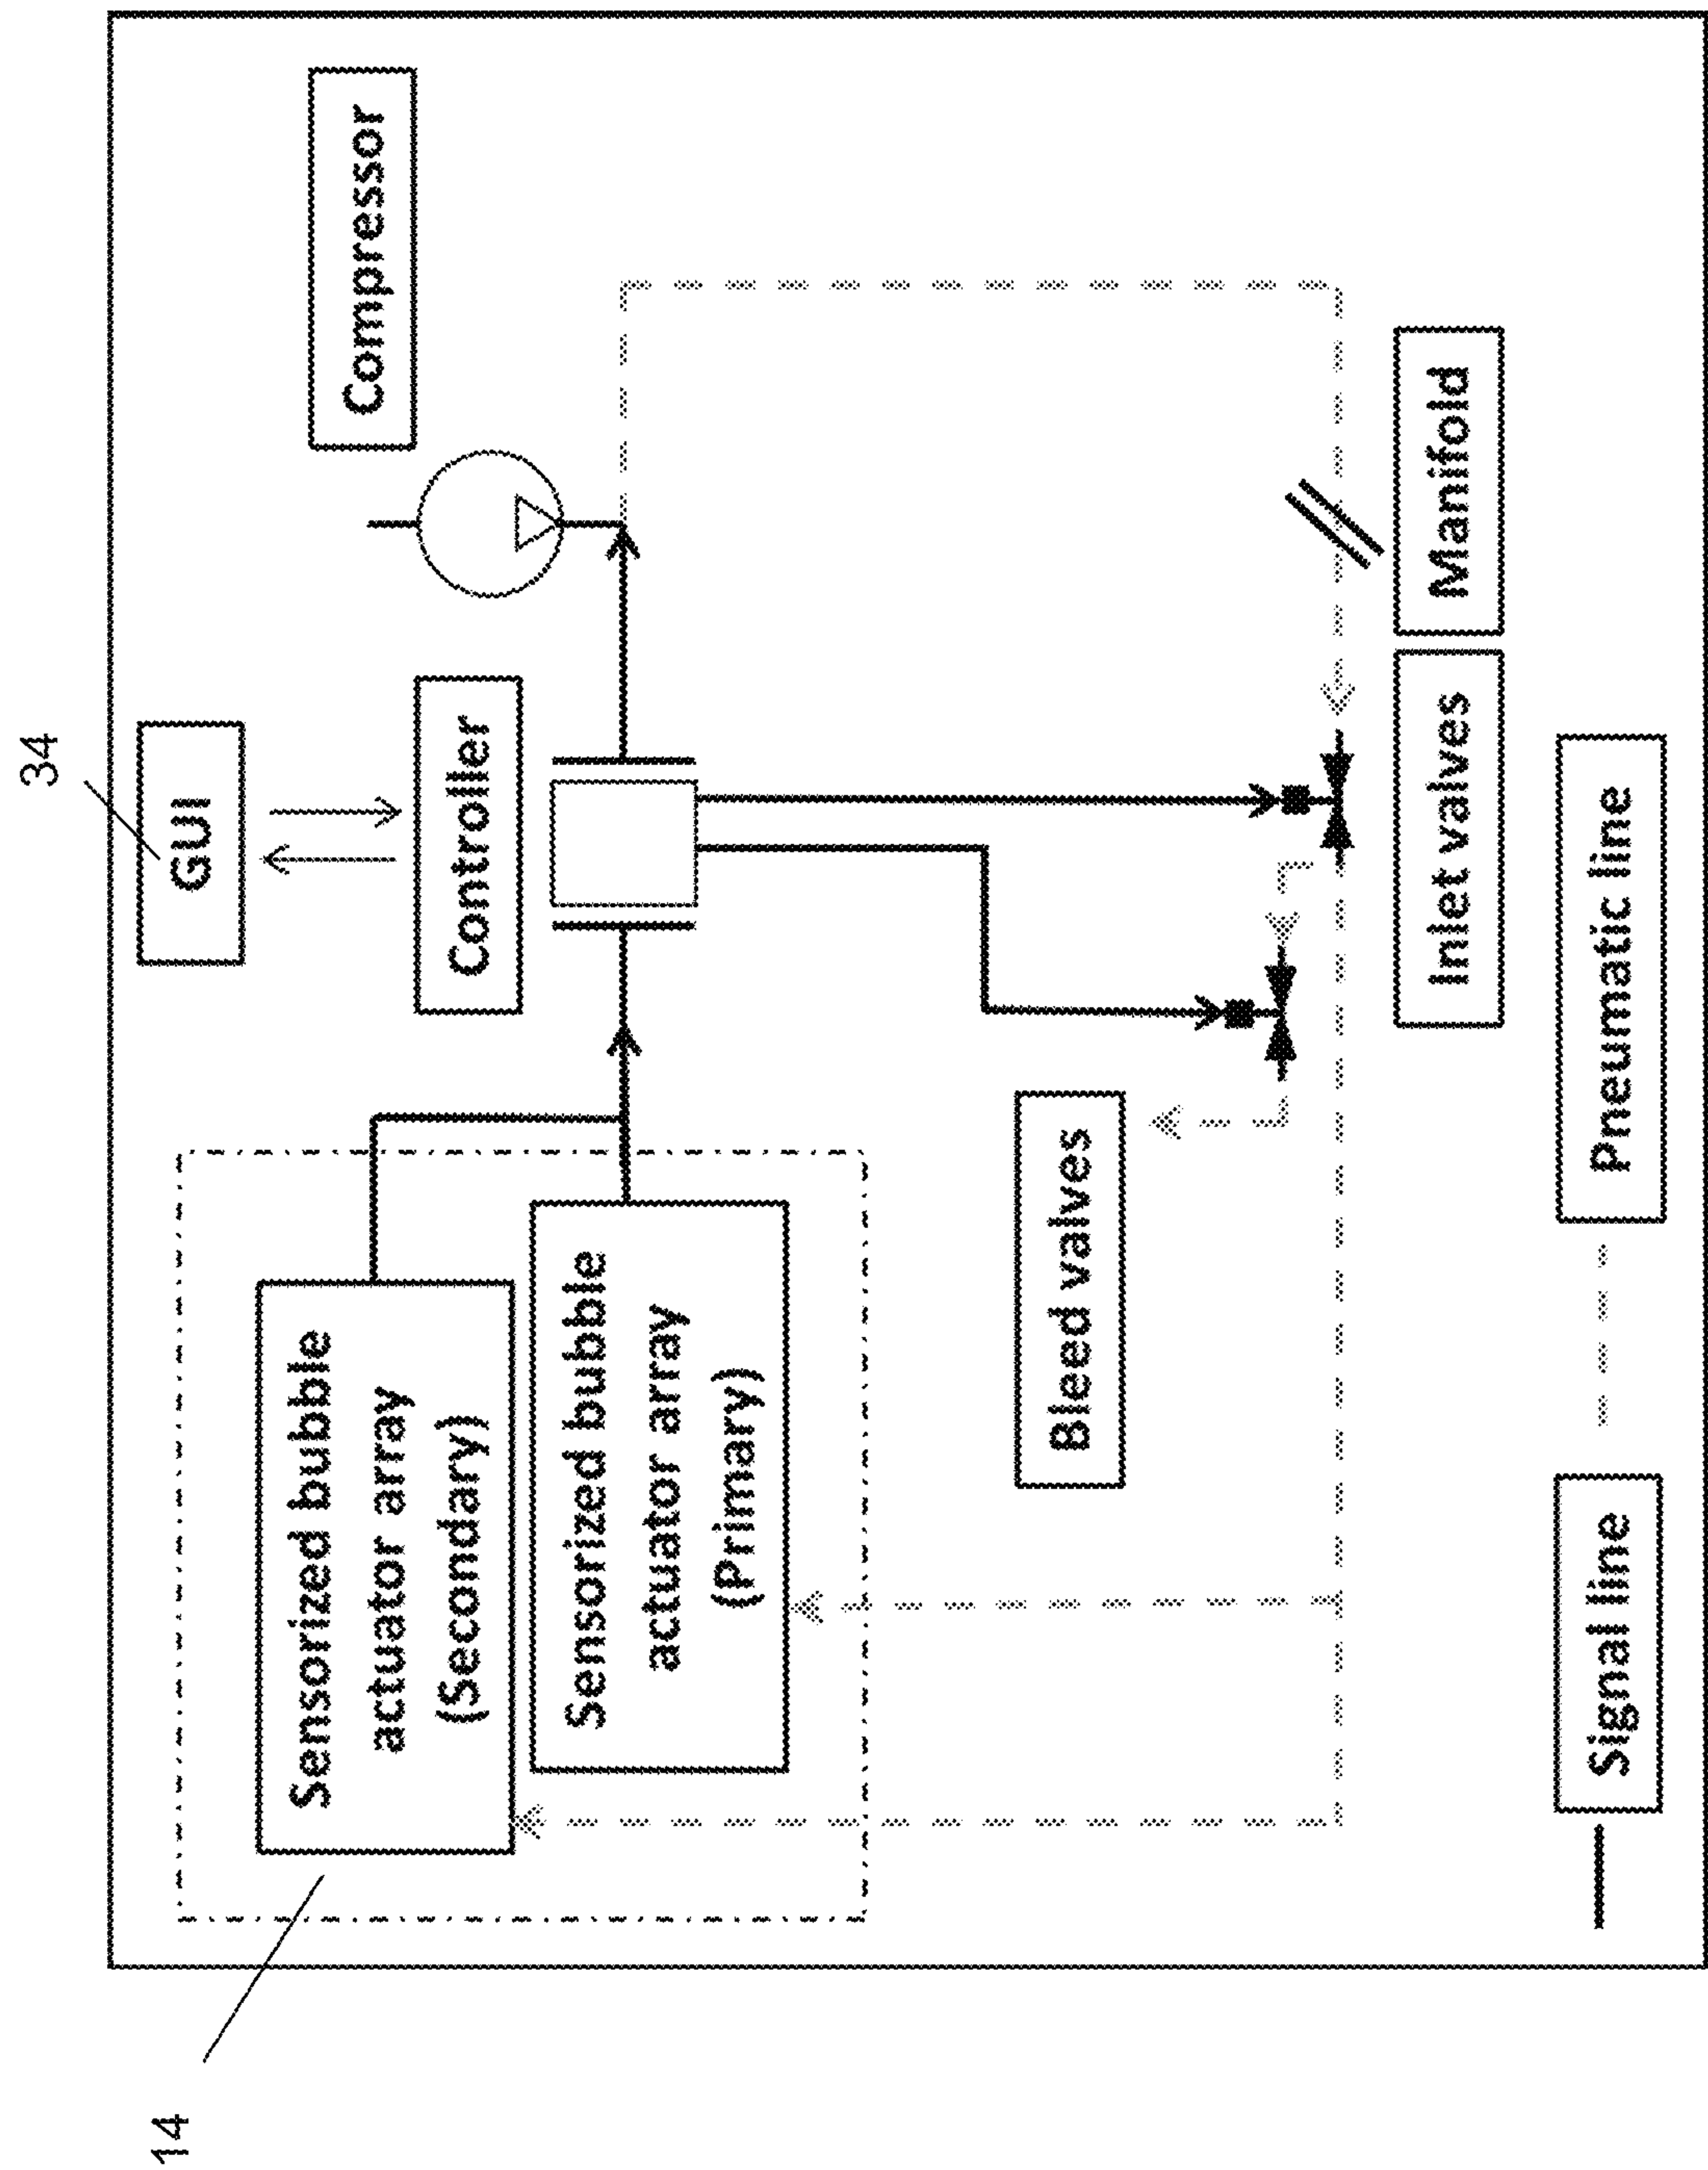 34
GUI
Compressor
Controller
Sensorized bubble
actuator array
(Secondary)
Sensorized bubble
actuator array
(Primary)
14
Bleed valves
Inlet valves
Manifold
Signal line
Pneumatic line